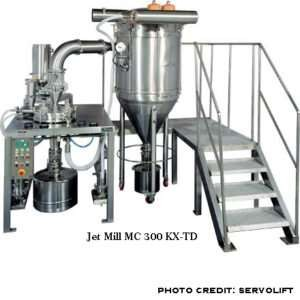 Jet Mill MC 300 KX-TD
PHOTO CREDIT: SERVOLIFT